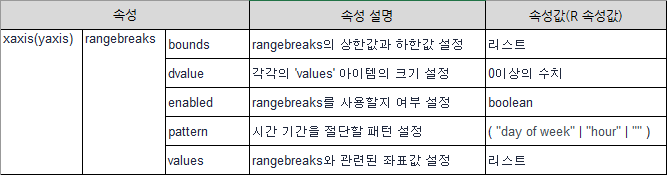 속성 속성 설명 속성값(R 속성값)
xaxis(yaxis) rangebreaks bounds rangebreaks의 상한값과 하한값 설정 리스트
dvalue 각각의 'values' 아이템의 크기 설정 0이상의 수치
enabled rangebreaks를 사용할지 여부 설정 boolean
pattern 시간 기간을 절단할 패턴 설정 ( "day of week" | "hour" | "" )
values rangebreaks와 관련된 좌표값 설정 리스트